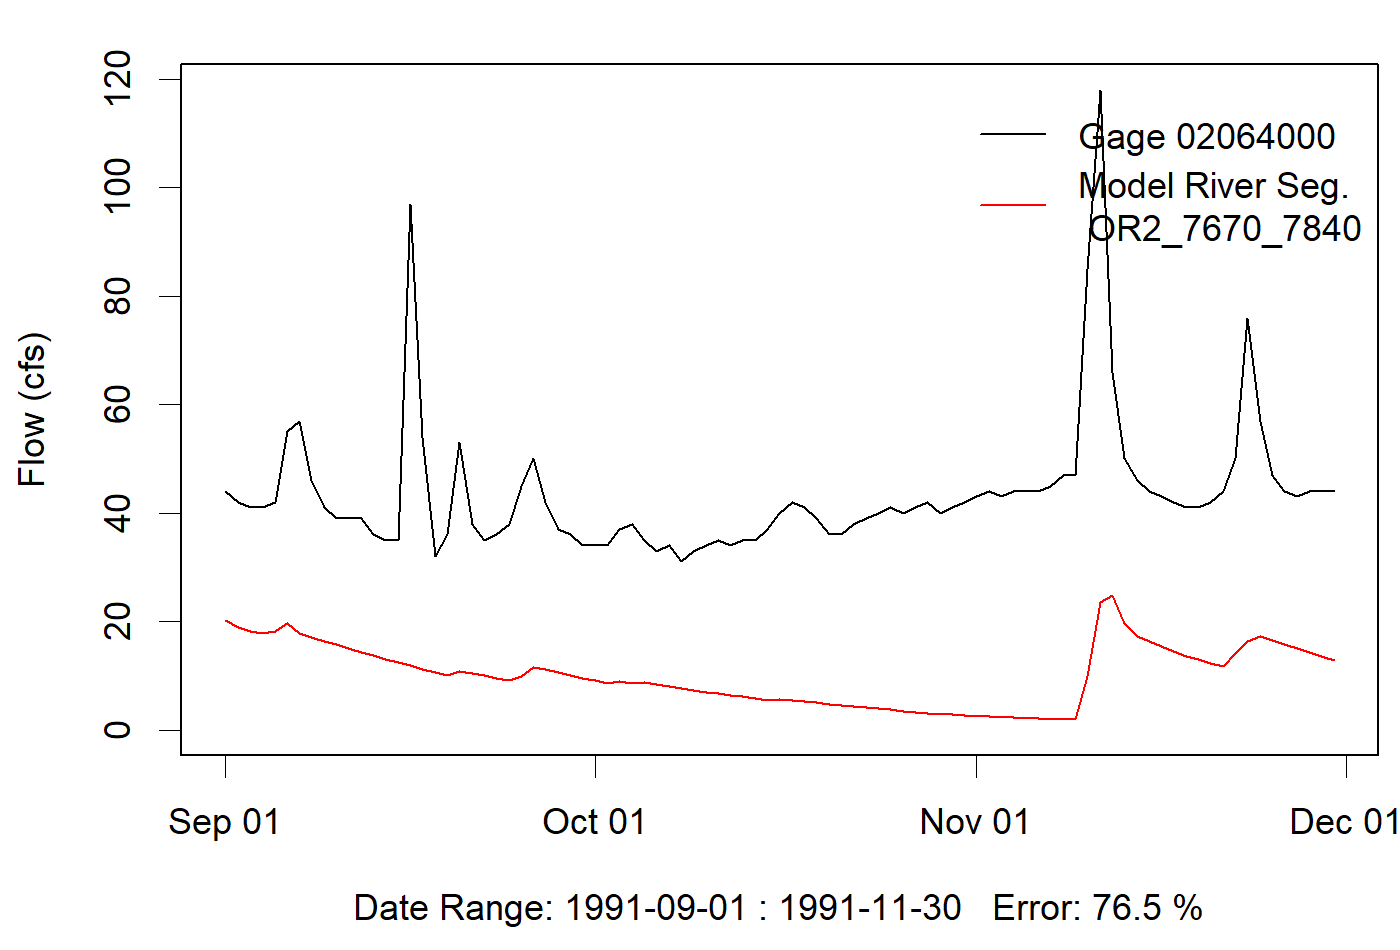 120
100
80
60
40
20
0
Flow (cfs)
Gage 02064000
Model River Seg.
OR2_7670_7840
Sep 01
Oct 01
Nov 01
Dec 01
Date Range: 1991-09-01 : 1991-11-30 Error: 76.5 %